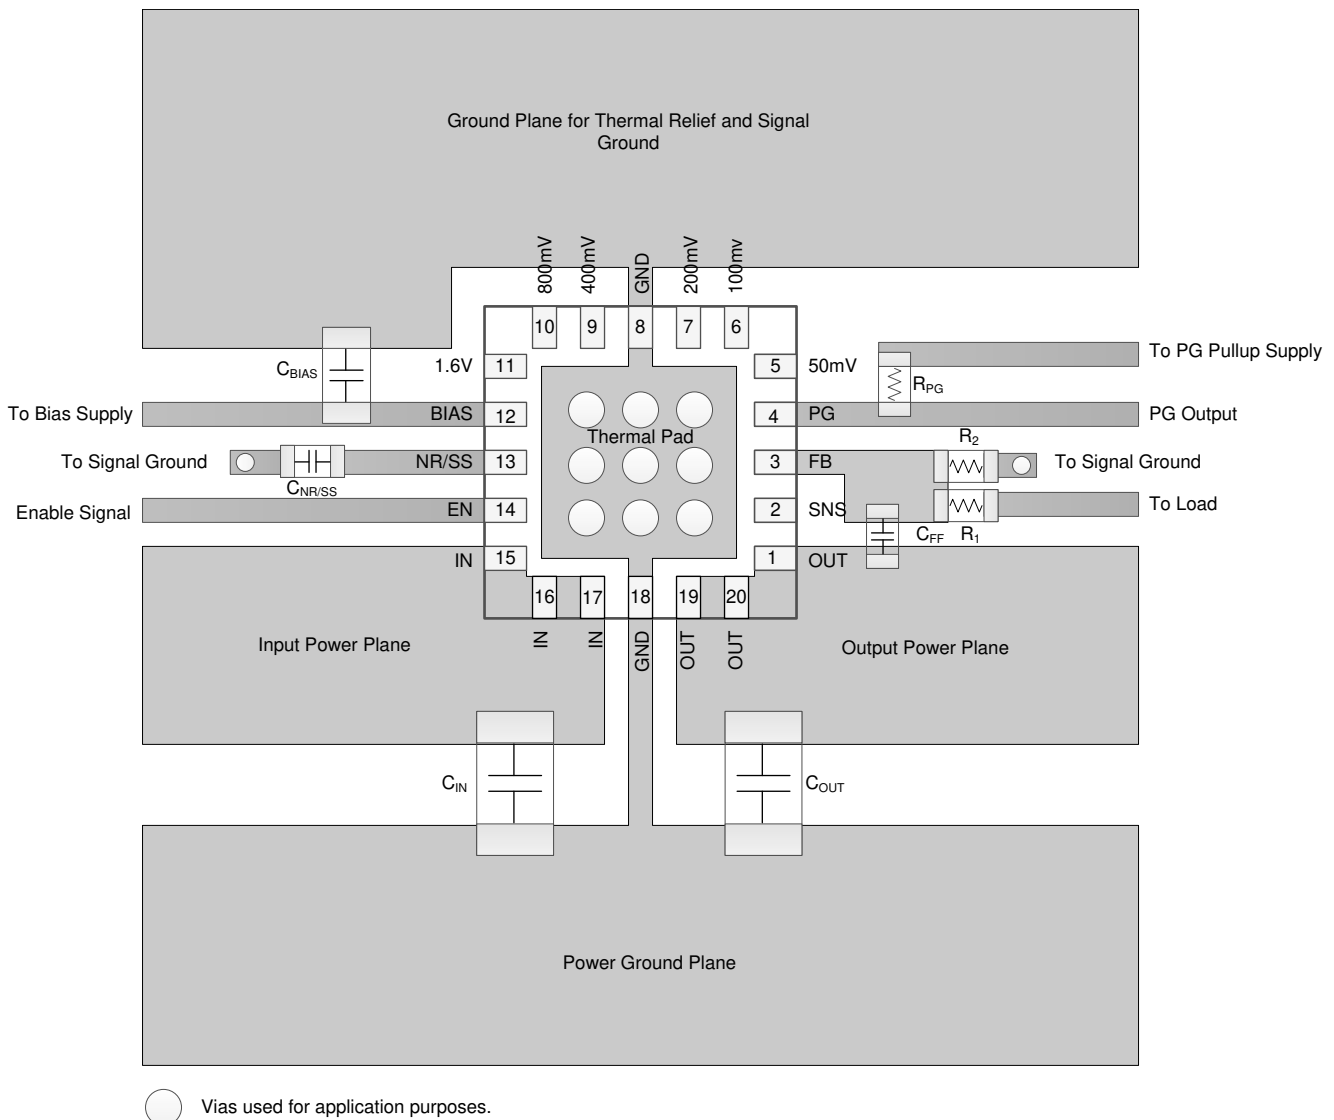 Ground Plane for Thermal Relief and Signal
Ground
800mV
400mV
GND
200mV
100mv
10
9
8
7
6
CBIAS
1.6V
11
5
50mV
To PG Pullup Supply
RPG
To Bias Supply
BIAS
12
4
PG
PG Output
Thermal Pad
R2
To Signal Ground
NR/SS
13
3
FB
To Signal Ground
CNR/SS
Enable Signal
EN
14
2
SNS
To Load
CFF
R1
IN
15
1
OUT
16
17
18
19
20
IN
IN
GND
OUT
OUT
Input Power Plane
Output Power Plane
CIN
COUT
Power Ground Plane
Vias used for application purposes.